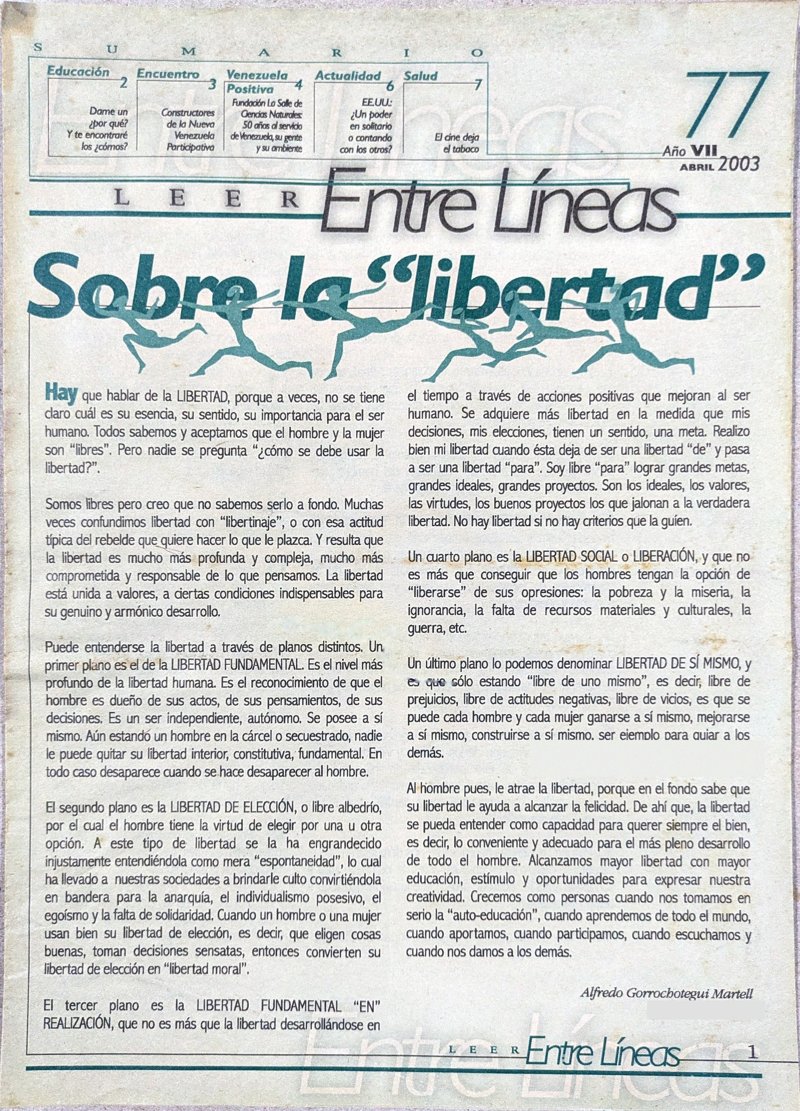 SUMARIO
Educación 2
Dame un
¿por qué?
Y te encontraré
los ¿cómos?
Encuentro 3
Constructores
de la Nueva
Venezuela
Participativa
Venezuela
Positiva 4
Fundación La Salle de
Ciencias Naturales:
50 años al servicio
de Venezuela, su gente
y su ambiente
Actualidad 6
EE.UU.:
¿Un poder
en solitario
o contando
con los otros?
Salud 7
El cine deja
el tabaco
77
Año VII
ABRIL 2003
LEER Entre Líneas
Sobre la “libertad”
Hay que hablar de la LIBERTAD, porque a veces, no se tiene
claro cuál es su esencia, su sentido, su importancia para el ser
humano. Todos sabemos y aceptamos que el hombre y la mujer
son “libres”. Pero nadie se pregunta “¿cómo se debe usar la
libertad?”.
Somos libres pero creo que no sabemos serlo a fondo. Muchas
veces confundimos libertad con “libertinaje”, o con esa actitud
típica del rebelde que quiere hacer lo que le plazca. Y resulta que
la libertad es mucho más profunda y compleja, mucho más
comprometida y responsable de lo que pensamos. La libertad
está unida a valores, a ciertas condiciones indispensables para
su genuino y armónico desarrollo.
Puede entenderse la libertad a través de planos distintos. Un
primer plano es el de la LIBERTAD FUNDAMENTAL. Es el nivel más
profundo de la libertad humana. Es el reconocimiento de que el
hombre es dueño de sus actos, de sus pensamientos, de sus
decisiones. Es un ser independiente, autónomo. Se posee a sí
mismo. Aún estando un hombre en la cárcel o secuestrado, nadie
le puede quitar su libertad interior, constitutiva, fundamental. En
todo caso desaparece cuando se hace desaparecer al hombre.
El segundo plano es la LIBERTAD DE ELECCIÓN, o libre albedrío,
por el cual el hombre tiene la virtud de elegir por una u otra
opción. A este tipo de libertad se la ha engrandecido
injustamente entendiéndola como mera “espontaneidad”, lo cual
ha llevado a nuestras sociedades a brindarle culto convirtiéndola
en bandera para la anarquía, el individualismo posesivo, el
egoísmo y la falta de solidaridad. Cuando un hombre o una mujer
usan bien su libertad de elección, es decir, que eligen cosas
buenas, toman decisiones sensatas, entonces convierten su
libertad de elección en “libertad moral”.
El tercer plano es la LIBERTAD FUNDAMENTAL “EN”
REALIZACIÓN, que no es más que la libertad desarrollándose en
el tiempo a través de acciones positivas que mejoran al ser
humano. Se adquiere más libertad en la medida que mis
decisiones, mis elecciones, tienen un sentido, una meta. Realizo
bien mi libertad cuando ésta deja de ser una libertad “de” y pasa
a ser una libertad “para”. Soy libre “para” lograr grandes metas,
grandes ideales, grandes proyectos. Son los ideales, los valores,
las virtudes, los buenos proyectos los que jalonan a la verdadera
libertad. No hay libertad si no hay criterios que la guíen.
Un cuarto plano es la LIBERTAD SOCIAL o LIBERACIÓN, y que no
es más que conseguir que los hombres tengan la opción de
“liberarse” de sus opresiones: la pobreza y la miseria, la
ignorancia, la falta de recursos materiales y culturales, la
guerra, etc.
Un último plano lo podemos denominar LIBERTAD DE SÍ MISMO, y
es que sólo estando “libre de uno mismo”, es decir, libre de
prejuicios, libre de actitudes negativas, libre de vicios, es que se
puede cada hombre y cada mujer ganarse a sí mismo, mejorarse
a sí mismo, construirse a sí mismo, ser ejemplo para guiar a los
demás.
Al hombre pues, le atrae la libertad, porque en el fondo sabe que
su libertad le ayuda a alcanzar la felicidad. De ahí que, la libertad
se pueda entender como capacidad para querer siempre el bien,
es decir, lo conveniente y adecuado para el más pleno desarrollo
de todo el hombre. Alcanzamos mayor libertad con mayor
educación, estímulo y oportunidades para expresar nuestra
creatividad. Crecemos como personas cuando nos tomamos en
serio la “auto-educación”, cuando aprendemos de todo el mundo,
cuando aportamos, cuando participamos, cuando escuchamos y
cuando nos damos a los demás.
Alfredo Gorrochotegui Martell
LEER Entre Líneas 1
Entre Líneas